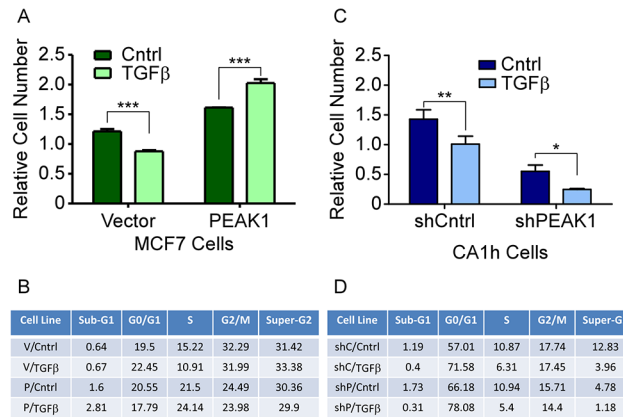 A
Relative Cell Number
2.5
2.0
1.5
1.0
0.5
0
Cntrl
TGFβ
***
***
Vector PEAK1
MCF7 Cells
C
Relative Cell Number
2.5
2.0
1.5
1.0
0.5
0
Cntrl
TGFβ
**
*
shCntrl shPEAK1
CA1h Cells
B
Cell Line Sub-G1 G0/G1 S G2/M Super-G2
V/Cntrl 0.64 19.5 15.22 32.29 31.42
V/TGFβ 0.67 22.45 10.91 31.99 33.38
P/Cntrl 1.6 20.55 21.5 24.49 30.36
P/TGFβ 2.81 17.79 24.14 23.98 29.9
D
Cell Line Sub-G1 G0/G1 S G2/M Super-G
shC/Cntrl 1.19 57.01 10.87 17.74 12.83
shC/TGFβ 0.4 71.58 6.31 17.45 3.96
shP/Cntrl 1.73 66.18 10.94 15.71 4.78
shP/TGFβ 0.31 78.08 5.4 14.4 1.18